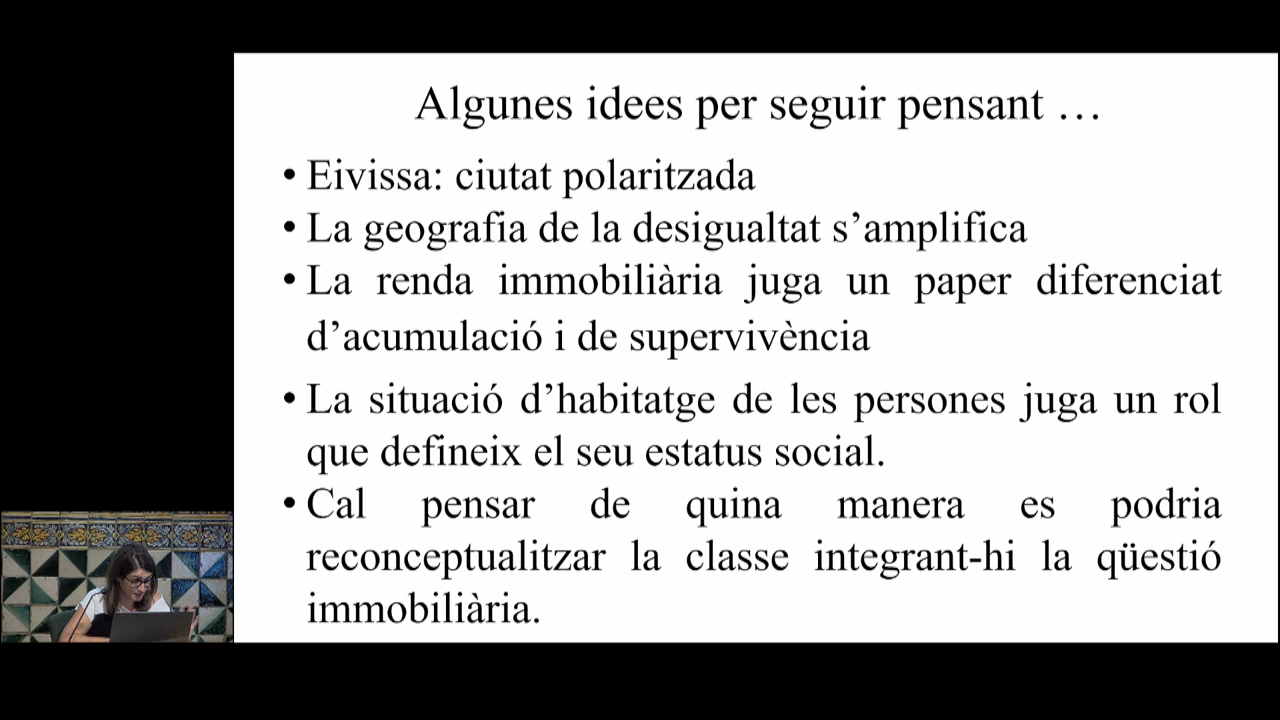 Algunes idees per seguir pensant …
• Eivissa: ciutat polaritzada
• La geografia de la desigualtat s’amplifica
• La renda immobiliària juga un paper diferenciat
d’acumulació i de supervivència
• La situació d’habitatge de les persones juga un rol
que defineix el seu estatus social.
• Cal pensar de quina manera es podria
reconceptualitzar la classe integrant-hi la qüestió
immobiliària.